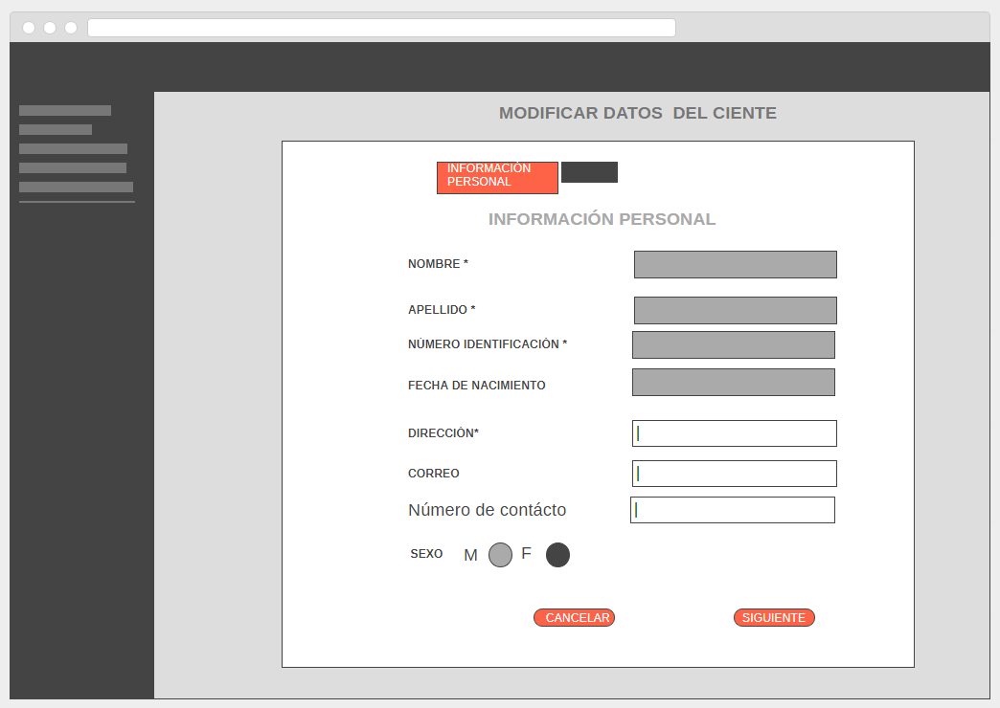 MODIFICAR DATOS  DEL CIENTE
INFORMACIÓN
PERSONAL
INFORMACIÓN PERSONAL
NOMBRE *
APELLIDO *
NÚMERO IDENTIFICACIÓN *
FECHA DE NACIMIENTO
DIRECCIÓN*
CORREO
Número de contácto
SEXO M F
CANCELAR SIGUIENTE